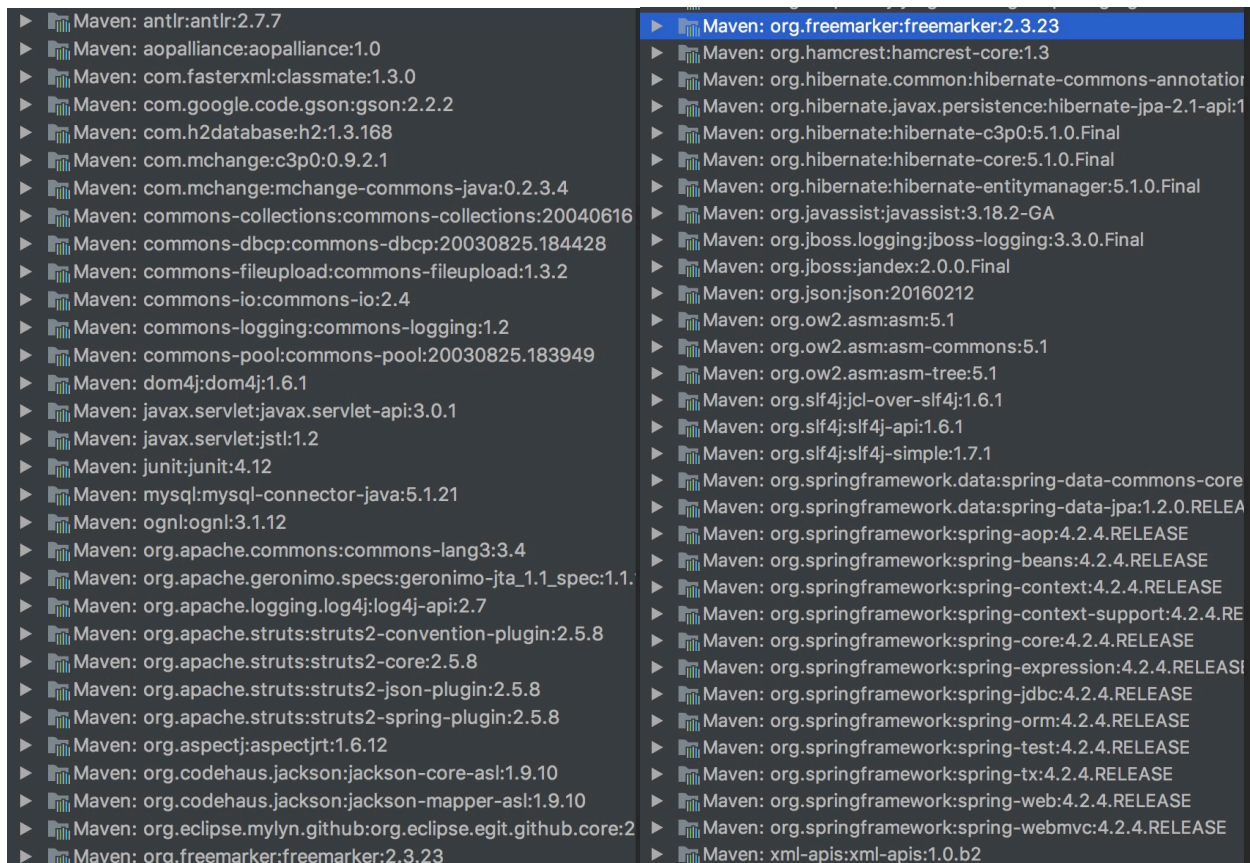 Maven: antlr:antlr:2.7.7
Maven: aopalliance:aopalliance:1.0
Maven: com.fasterxml:classmate:1.3.0
Maven: com.google.code.gson:gson:2.2.2
Maven: com.h2database:h2:1.3.168
Maven: com.mchange:c3p0:0.9.2.1
Maven: com.mchange:mchange-commons-java:0.2.3.4
Maven: commons-collections:commons-collections:20040616
Maven: commons-dbcp:commons-dbcp:20030825.184428
Maven: commons-fileupload:commons-fileupload:1.3.2
Maven: commons-io:commons-io:2.4
Maven: commons-logging:commons-logging:1.2
Maven: commons-pool:commons-pool:20030825.183949
Maven: dom4j:dom4j:1.6.1
Maven: javax.servlet:javax.servlet-api:3.0.1
Maven: javax.servlet:jstl:1.2
Maven: junit:junit:4.12
Maven: mysql:mysql-connector-java:5.1.21
Maven: ognl:ognl:3.1.12
Maven: org.apache.commons:commons-lang3:3.4
Maven: org.apache.geronimo.specs:geronimo-jta_1.1_spec:1.1.
Maven: org.apache.logging.log4j:log4j-api:2.7
Maven: org.apache.struts:struts2-convention-plugin:2.5.8
Maven: org.apache.struts:struts2-core:2.5.8
Maven: org.apache.struts:struts2-json-plugin:2.5.8
Maven: org.apache.struts:struts2-spring-plugin:2.5.8
Maven: org.aspectj:aspectjrt:1.6.12
Maven: org.codehaus.jackson:jackson-core-asl:1.9.10
Maven: org.codehaus.jackson:jackson-mapper-asl:1.9.10
Maven: org.eclipse.mylyn.github:org.eclipse.egit.github.core:2
Maven: org.freemarker:freemarker:2.3.23
Maven: org.freemarker:freemarker:2.3.23
Maven: org.hamcrest:hamcrest-core:1.3
Maven: org.hibernate.common:hibernate-commons-annotation
Maven: org.hibernate.javax.persistence:hibernate-jpa-2.1-api:1
Maven: org.hibernate:hibernate-c3p0:5.1.0.Final
Maven: org.hibernate:hibernate-core:5.1.0.Final
Maven: org.hibernate:hibernate-entitymanager:5.1.0.Final
Maven: org.javassist:javassist:3.18.2-GA
Maven: org.jboss.logging:jboss-logging:3.3.0.Final
Maven: org.jboss:jandex:2.0.0.Final
Maven: org.json:json:20160212
Maven: org.ow2.asm:asm:5.1
Maven: org.ow2.asm:asm-commons:5.1
Maven: org.ow2.asm:asm-tree:5.1
Maven: org.slf4j:jcl-over-slf4j:1.6.1
Maven: org.slf4j:slf4j-api:1.6.1
Maven: org.slf4j:slf4j-simple:1.7.1
Maven: org.springframework.data:spring-data-commons-core
Maven: org.springframework.data:spring-data-jpa:1.2.0.RELEA
Maven: org.springframework:spring-aop:4.2.4.RELEASE
Maven: org.springframework:spring-beans:4.2.4.RELEASE
Maven: org.springframework:spring-context:4.2.4.RELEASE
Maven: org.springframework:spring-context-support:4.2.4.RE
Maven: org.springframework:spring-core:4.2.4.RELEASE
Maven: org.springframework:spring-expression:4.2.4.RELEASE
Maven: org.springframework:spring-jdbc:4.2.4.RELEASE
Maven: org.springframework:spring-orm:4.2.4.RELEASE
Maven: org.springframework:spring-test:4.2.4.RELEASE
Maven: org.springframework:spring-tx:4.2.4.RELEASE
Maven: org.springframework:spring-web:4.2.4.RELEASE
Maven: org.springframework:spring-webmvc:4.2.4.RELEASE
Maven: xml-apis:xml-apis:1.0.b2